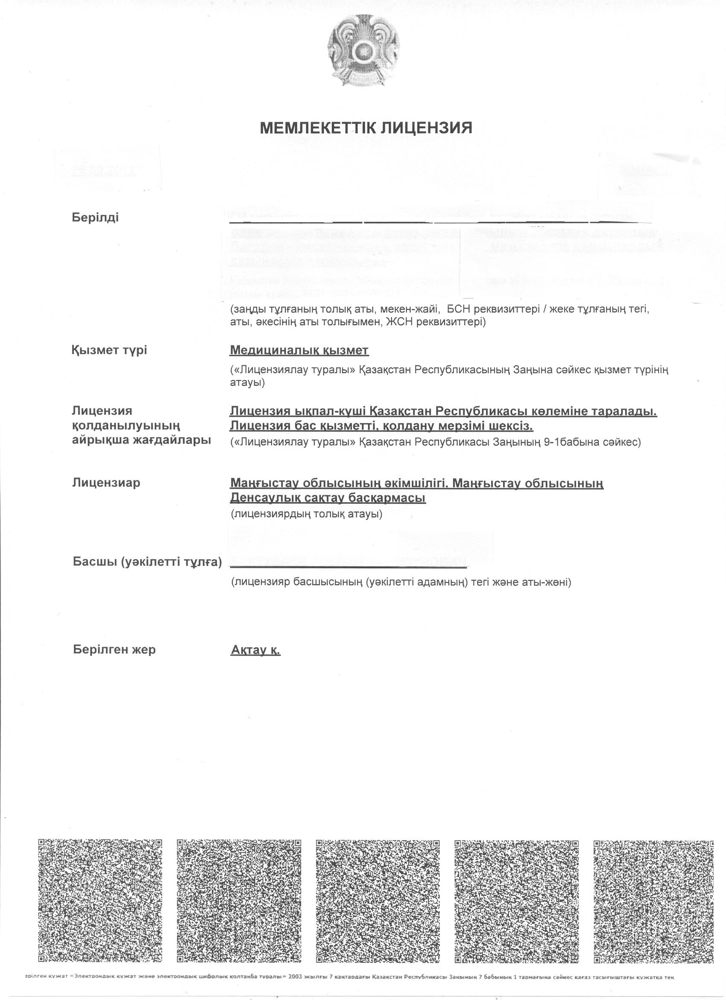 МЕМЛЕКЕТТІК ЛИЦЕНЗИЯ
Берілді
(заңды тұлғаның толық аты, мекен-жайі, БСН реквизиттері / жеке тұлғаның тегі,
аты, әкесінің аты толығымен, ЖСН реквизиттері)
Қызмет түрі
Медициналық қызмет
(«Лицензиялау туралы» Қазақстан Республикасының Заңына сәйкес қызмет түрінің
атауы)
Лицензия
қолданылуының
айрықша жағдайлары
Лицензия ықпал-күші Қазақстан Республикасы көлеміне таралады.
Лицензия бас қызметті, қолдану мерзімі шексіз.
(«Лицензиялау туралы» Қазақстан Республикасы Заңының 9-1бабына сәйкес)
Лицензиар
Маңғыстау облысының әкімшілігі. Маңғыстау облысының
Денсаулық сақтау басқармасы
(лицензиярдың толық атауы)
Басшы (уәкілетті тұлға)
(лицензияр басшысының (уәкілетті адамның) тегі және аты-жөні)
Берілген жер
Ақтау қ.
ерілген құжат «Электрондық құжат және электрондық цифрлық қолтаңба туралы» 2003 жылғы 7 қаңтардағы Қазақстан Республикасы Заңының 7 бабының 1 тармағына сәйкес қағаз тасығыштағы құжатқа тең